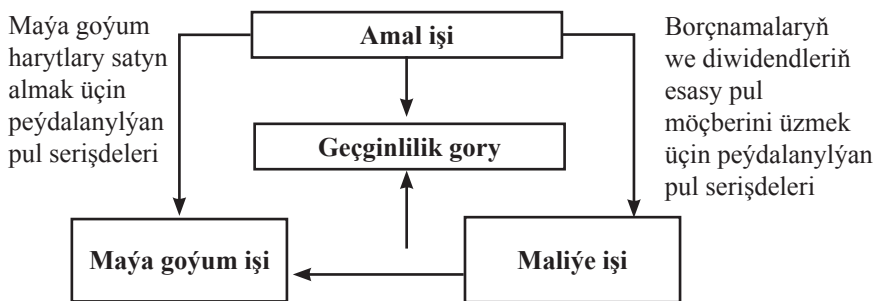 Maýa goýum
harytlary satyn
almak üçin
peýdalanylýan
pul serişdeleri
Amal işi
Borçnamalaryň
we diwidendleriň
esasy pul
möçberini üzmek
üçin peýdalanylýan
pul serişdeleri
Geçginlilik gory
Maýa goýum işi
Maliýe işi